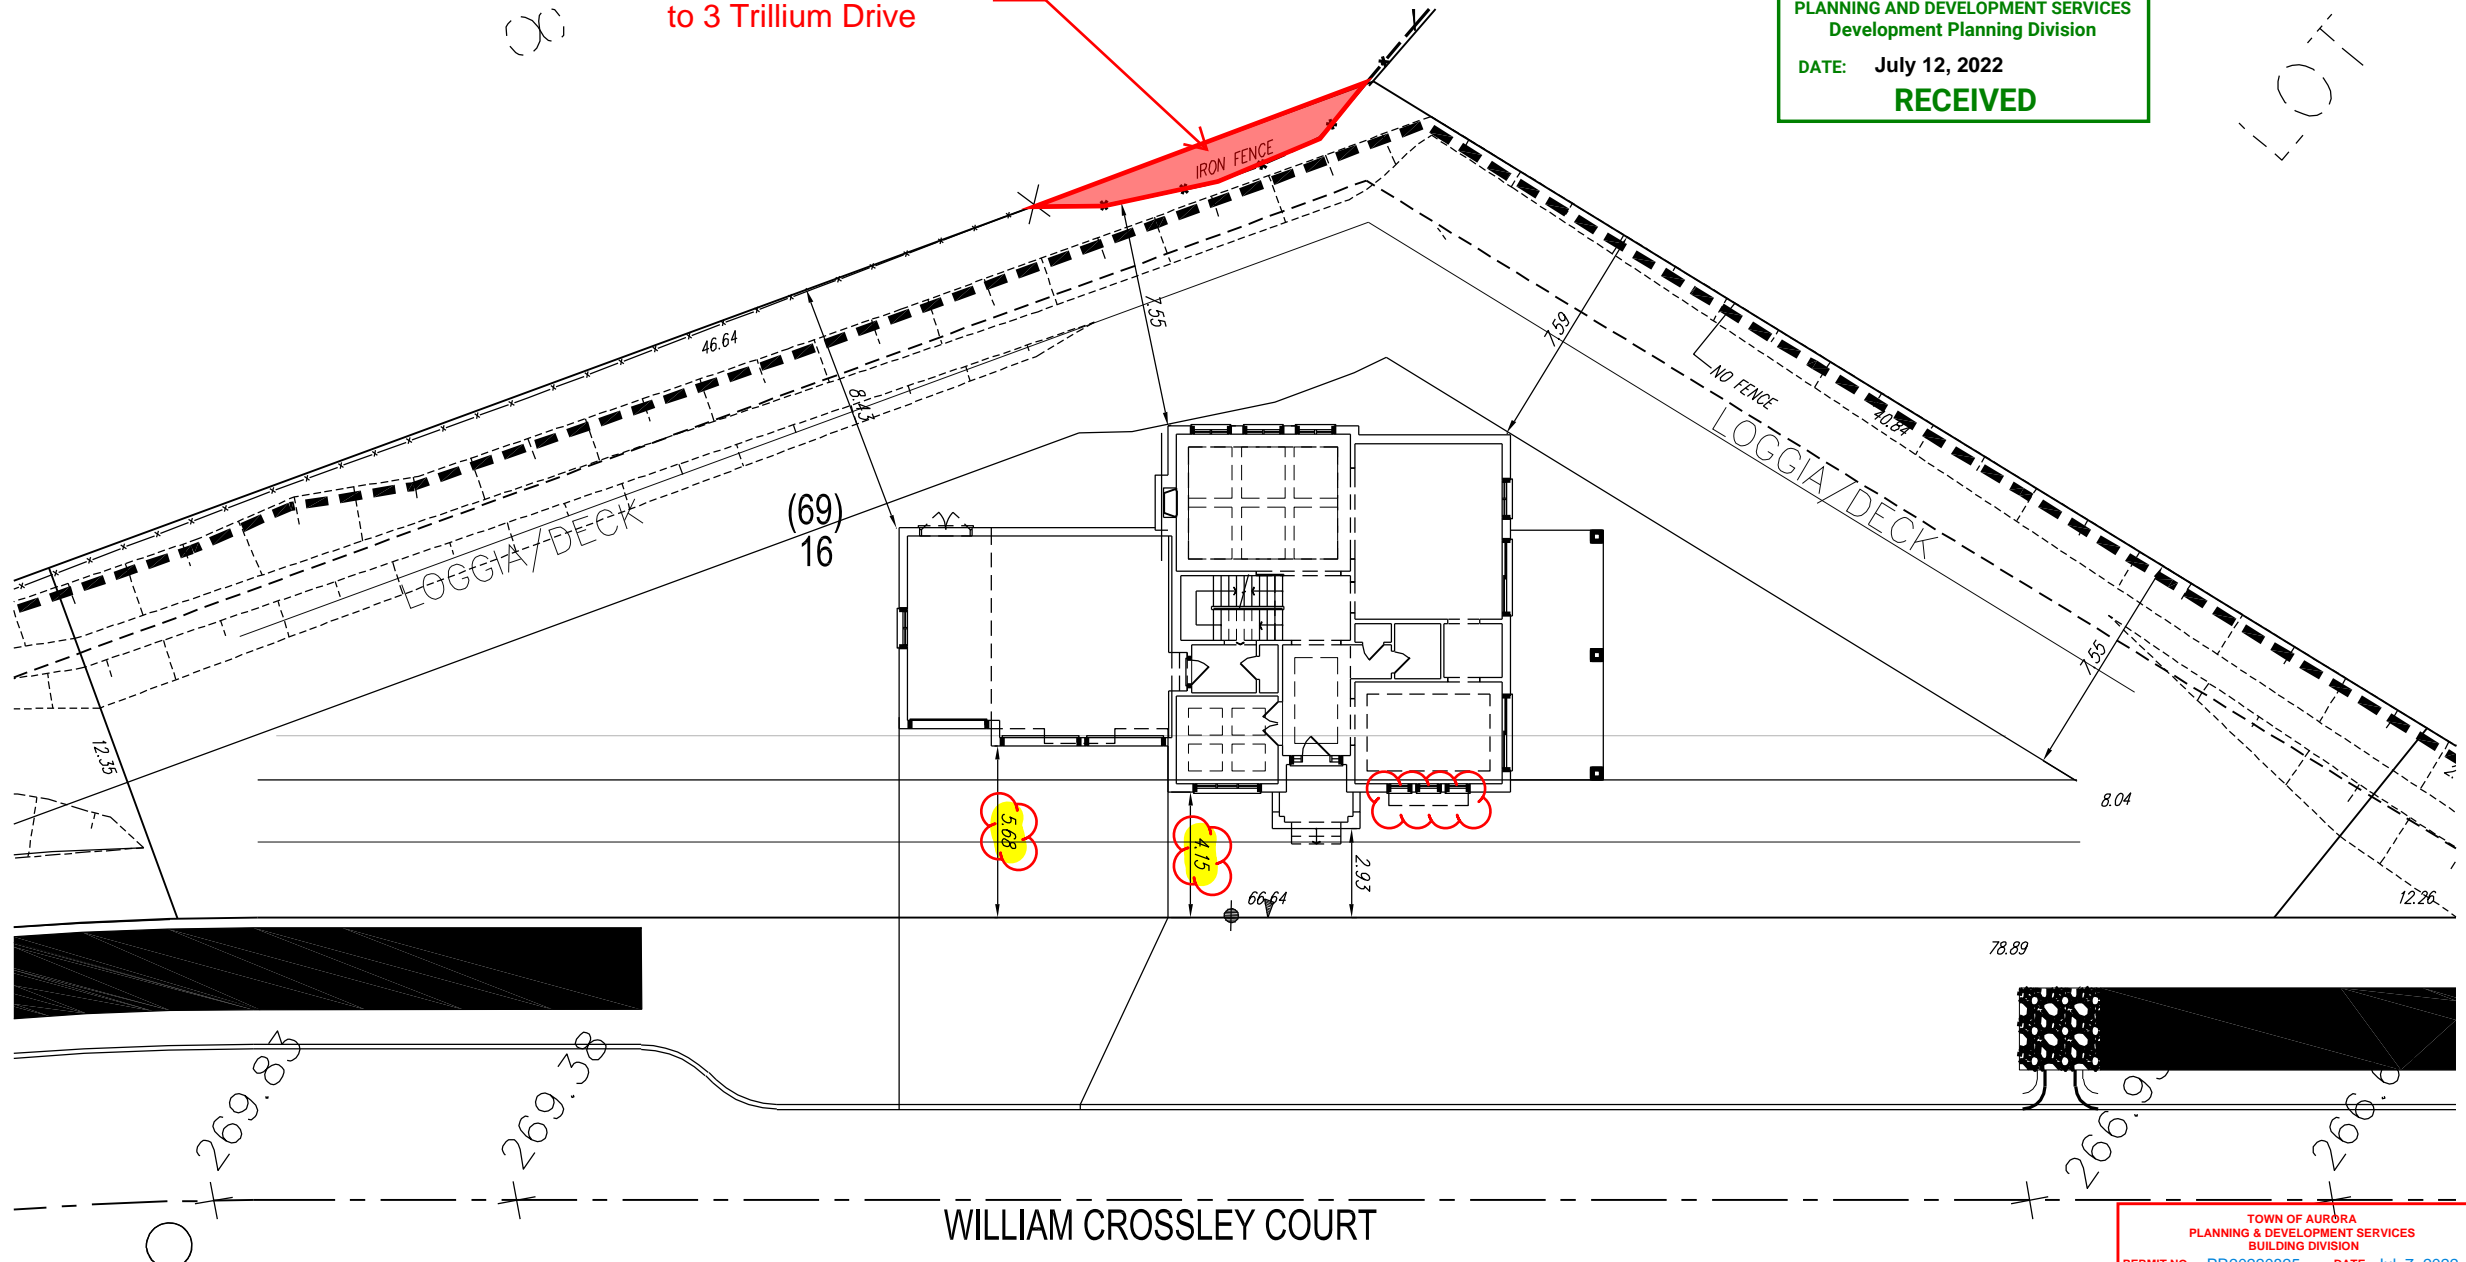 to 3 Trillium Drive
PLANNING AND DEVELOPMENT SERVICES
Development Planning Division
DATE: July 12, 2022
RECEIVED
LOT
IRON FENCE
46.64
7.55
7.59
8.43
NO FENCE
40.84
LOGGIA/DECK
(69)
16
LOGGIA/DECK
7.55
12.35
8.04
5.68
4.15
2.93
66.64
12.26
78.89
269.83
269.38
WILLIAM CROSSLEY COURT
TOWN OF AURORA
PLANNING & DEVELOPMENT SERVICES
BUILDING DIVISION